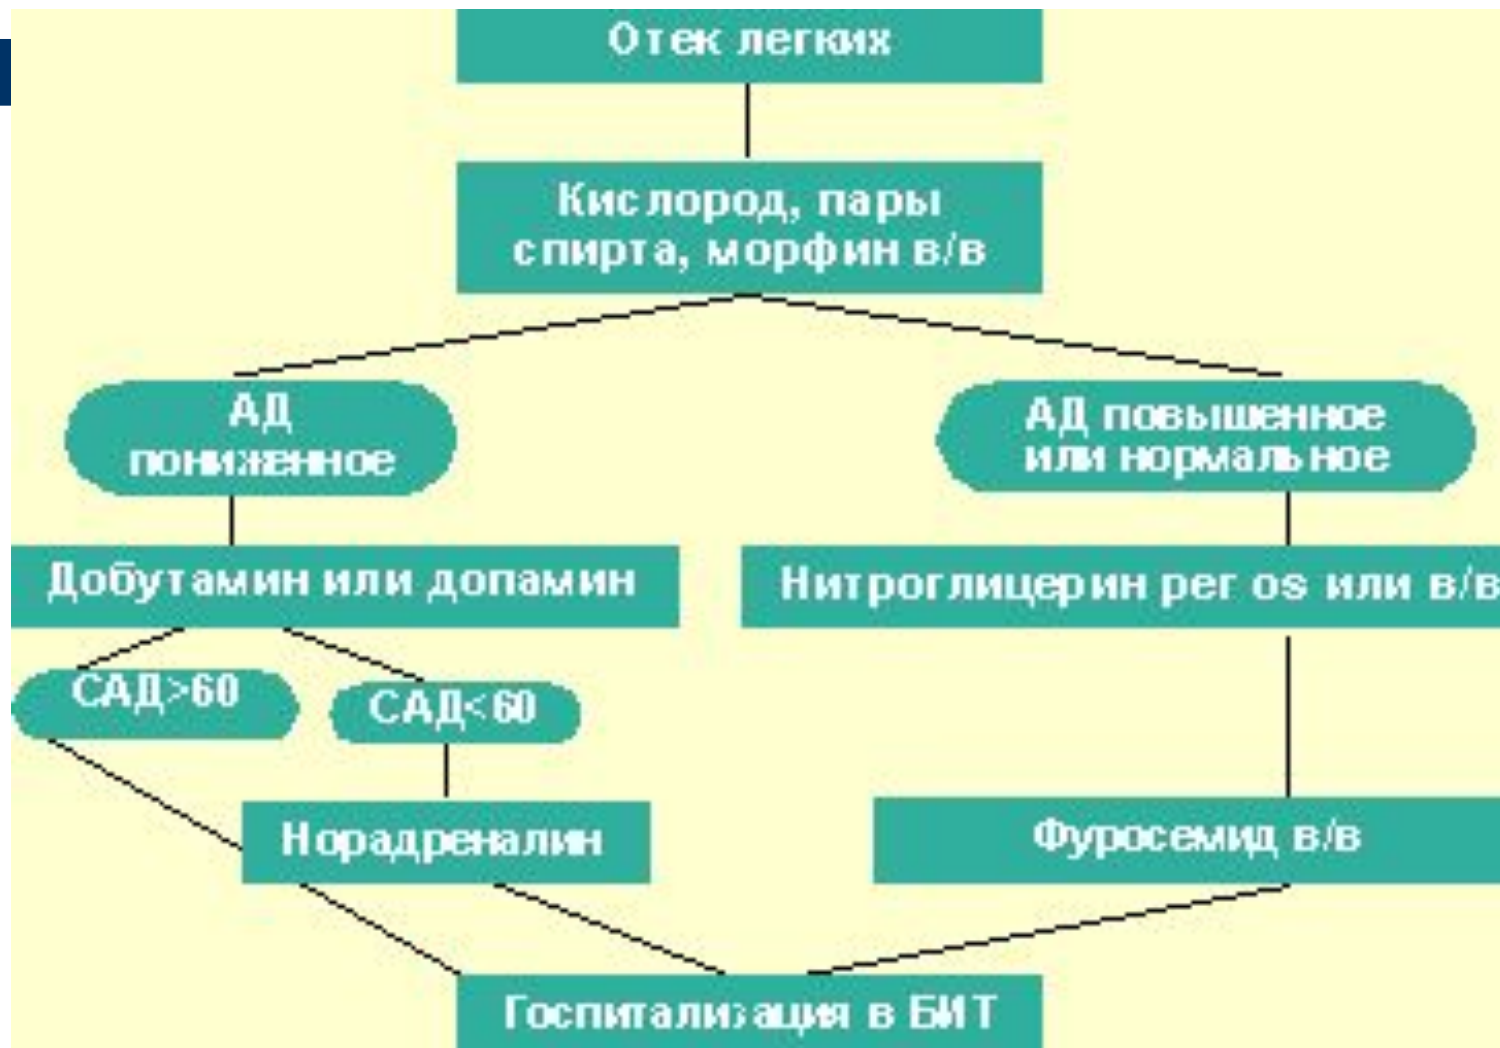 Отек легких
Кислород, пары
спирта, морфин в/в
АД
пониженное
АД повышенное
или нормальное
Добутамин или допамин
Нитроглицерин per os или в/в
САД>60
САД<60
Норадреналин
Фуросемид в/в
Госпитализация в БИТ